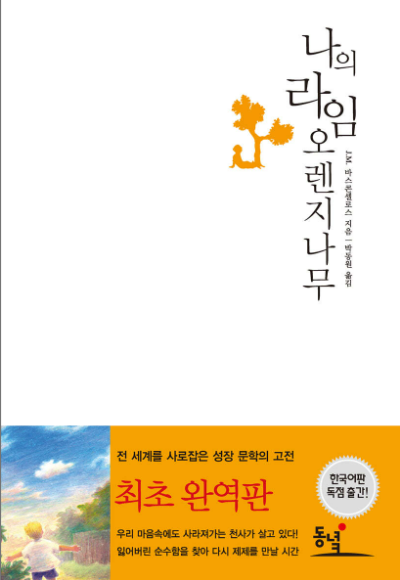 나의
라임
오렌지나무
J.M. 바스콘셀로스 지음 | 박동원 옮김
전 세계를 사로잡은 성장 문학의 고전
최초 완역판
우리 마음속에도 사라져가는 천사가 살고 있다!
잃어버린 순수함을 찾아 다시 제제를 만날 시간
한국어판
독점 출간!
동녘